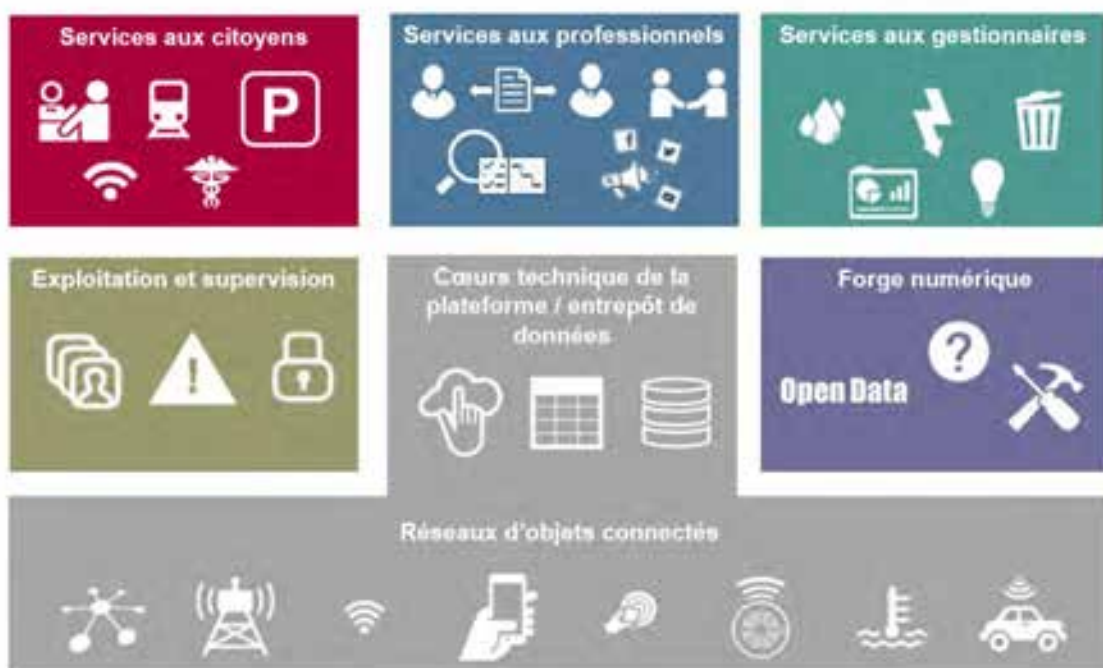 Services aux citoyens
Services aux professionnels
Services aux gestionnaires
P
Exploitation et supervision
!
Cœurs technique de la
plateforme / entrepôt de
données
Forge numérique
?
Open Data
Réseaux d'objets connectés